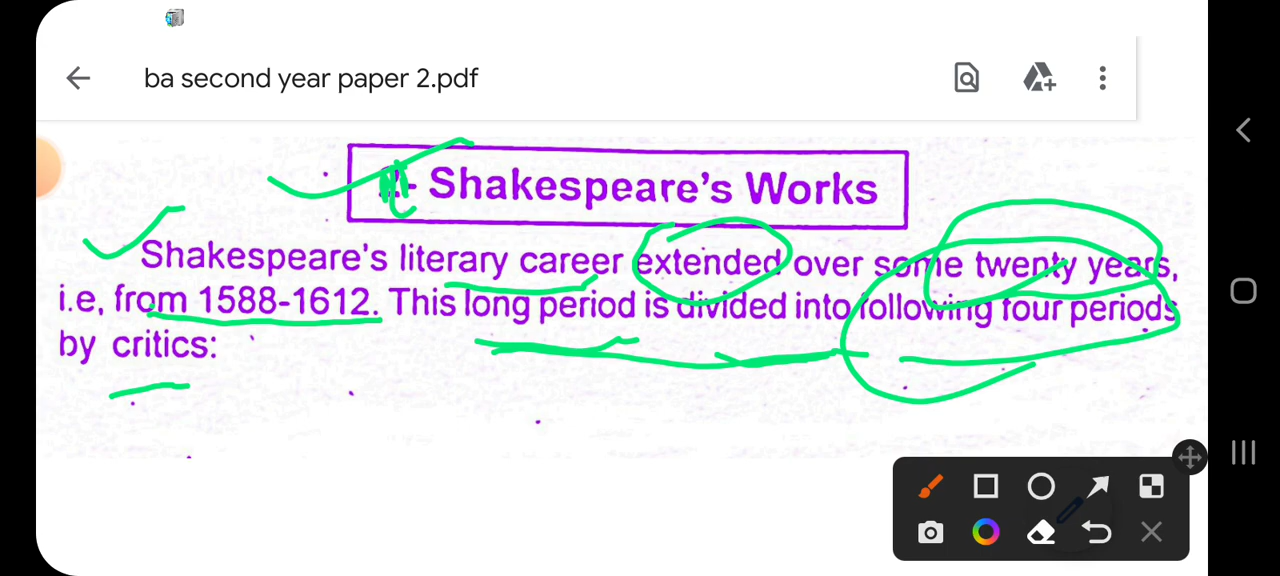 ba second year paper 2.pdf
Shakespeare's Works
Shakespeare's literary career extended over some twenty years,
i.e, from 1588-1612. This long period is divided into following four periods
by critics: